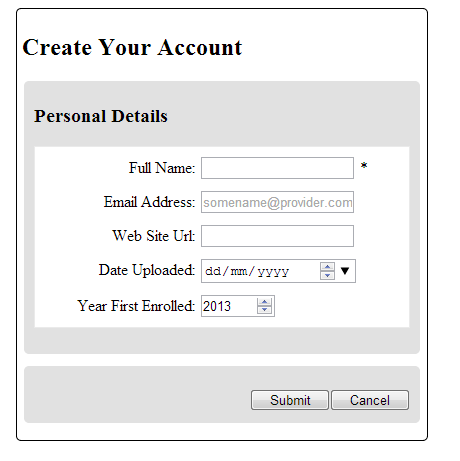 Create Your Account
Personal Details
Full Name: *
Email Address: somename@provider.com
Web Site Url:
Date Uploaded: dd/mm/yyyy
Year First Enrolled: 2013
Submit Cancel